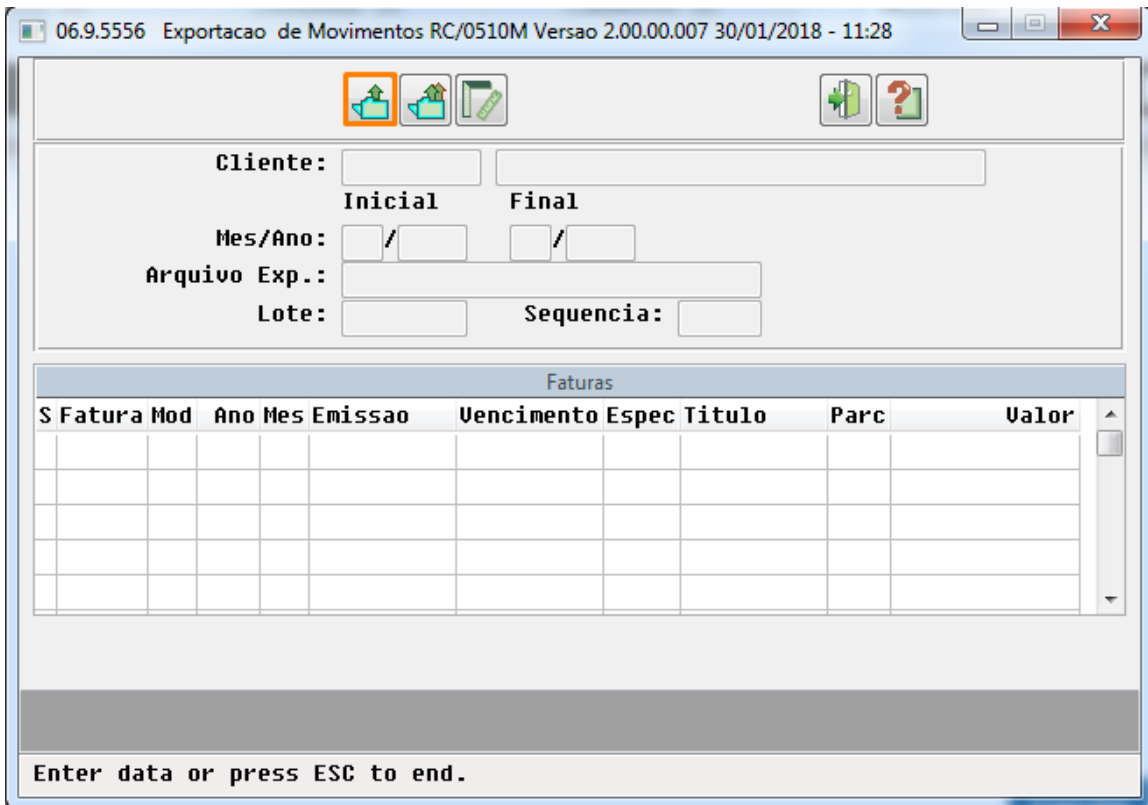 06.9.5556 Exportacao de Movimentos RC/0510M Versao 2.00.00.007 30/01/2018 - 11:28
Cliente:
Inicial Final
Mes/Ano: / /
Arquivo Exp.:
Lote: Sequencia:
Faturas
S Fatura Mod Ano Mes Emissao Vencimento Espec Titulo Parc Valor
Enter data or press ESC to end.